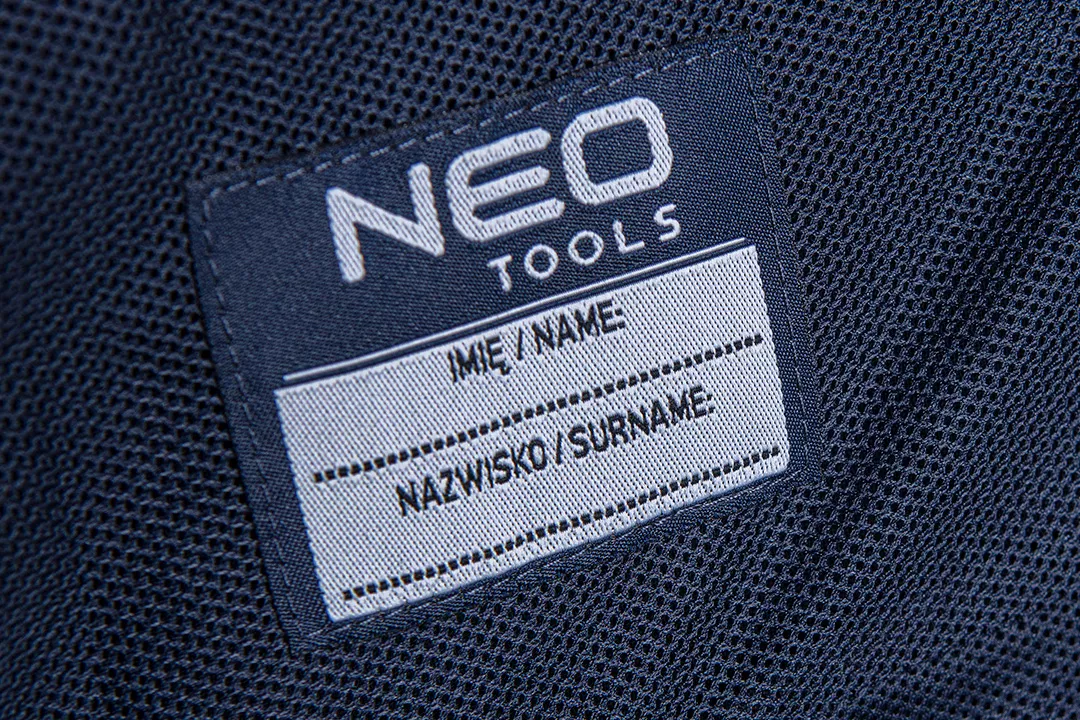 NEO
TOOLS
IMIĘ / NAME:
NAZWISKO / SURNAME: